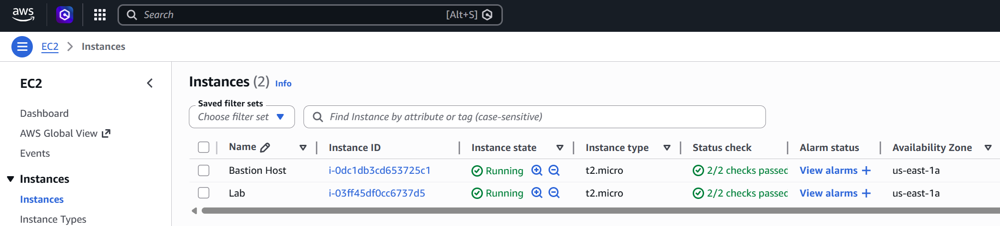 aws
Search [Alt+S]
EC2 Instances
EC2
Dashboard
AWS Global View
Events
Instances
Instances
Instance Types
Instances (2) Info
Saved filter sets
Choose filter set Find Instance by attribute or tag (case-sensitive)
Name Instance ID Instance state Instance type Status check Alarm status Availability Zone
Bastion Host i-0dc1db3cd653725c1 Running t2.micro 2/2 checks passed View alarms + us-east-1a
Lab i-03ff45df0cc6737d5 Running t2.micro 2/2 checks passed View alarms + us-east-1a